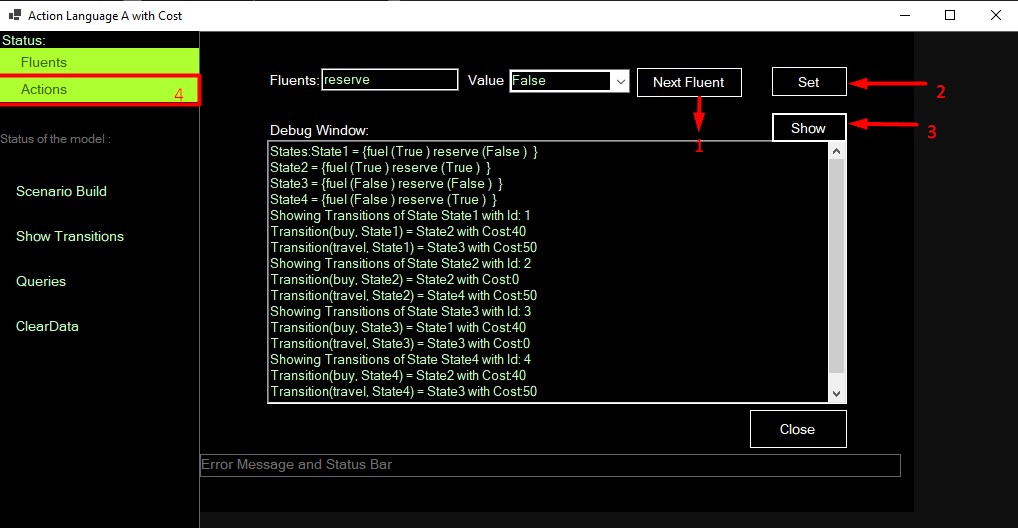 Action Language A with Cost
Status:
Fluents
Actions
4
Status of the model :
Scenario Build
Show Transitions
Queries
ClearData
Fluents: reserve Value False Next Fluent Set
2
1
Show
3
Debug Window:
States:State1 = {fuel (True ) reserve (False )  }
State2 = {fuel (True ) reserve (True )  }
State3 = {fuel (False ) reserve (False )  }
State4 = {fuel (False ) reserve (True )  }
Showing Transitions of State State1 with Id: 1
Transition(buy, State1) = State2 with Cost:40
Transition(travel, State1) = State3 with Cost:50
Showing Transitions of State State2 with Id: 2
Transition(buy, State2) = State2 with Cost:0
Transition(travel, State2) = State4 with Cost:50
Showing Transitions of State State3 with Id: 3
Transition(buy, State3) = State1 with Cost:40
Transition(travel, State3) = State3 with Cost:0
Showing Transitions of State State4 with Id: 4
Transition(buy, State4) = State2 with Cost:40
Transition(travel, State4) = State3 with Cost:50
Close
Error Message and Status Bar